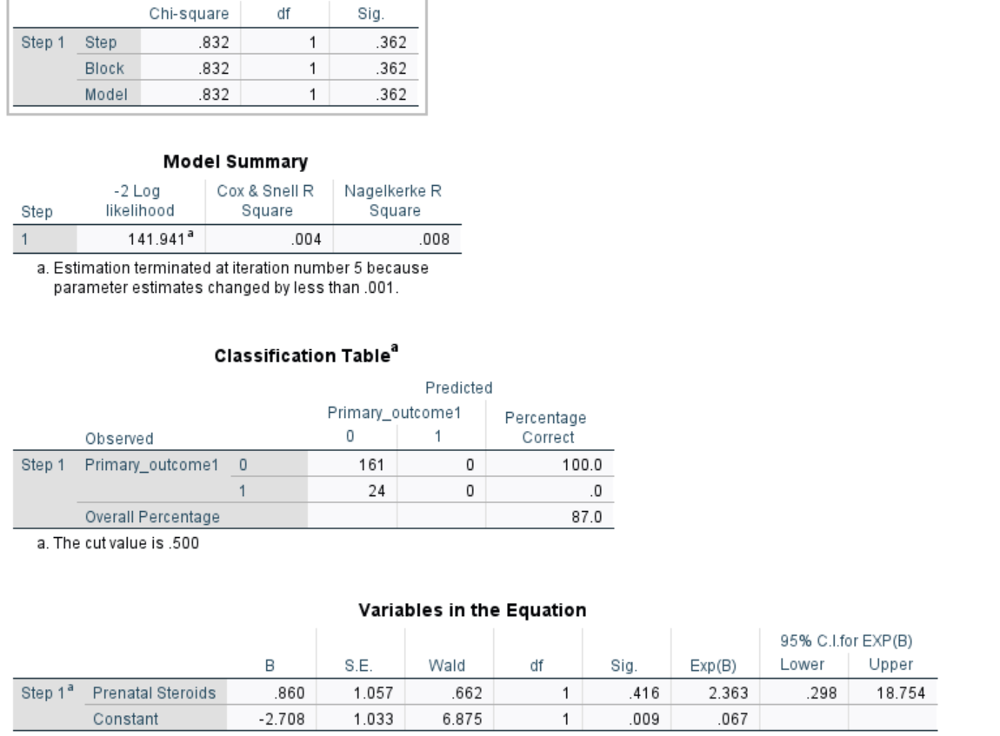 Chi-square df Sig.
Step 1 Step .832 1 .362
Block .832 1 .362
Model .832 1 .362
Model Summary
Step -2 Log likelihood Cox & Snell R Square Nagelkerke R Square
1 141.941a .004 .008
a. Estimation terminated at iteration number 5 because
parameter estimates changed by less than .001.
Classification Tablea
Predicted
Primary_outcome1 Percentage Correct
Observed 0 1
Step 1 Primary_outcome1 0 161 0 100.0
1 24 0 .0
Overall Percentage 87.0
a. The cut value is .500
Variables in the Equation
95% C.I.for EXP(B)
B S.E. Wald df Sig. Exp(B) Lower Upper
Step 1a Prenatal Steroids .860 1.057 .662 1 .416 2.363 .298 18.754
Constant -2.708 1.033 6.875 1 .009 .067